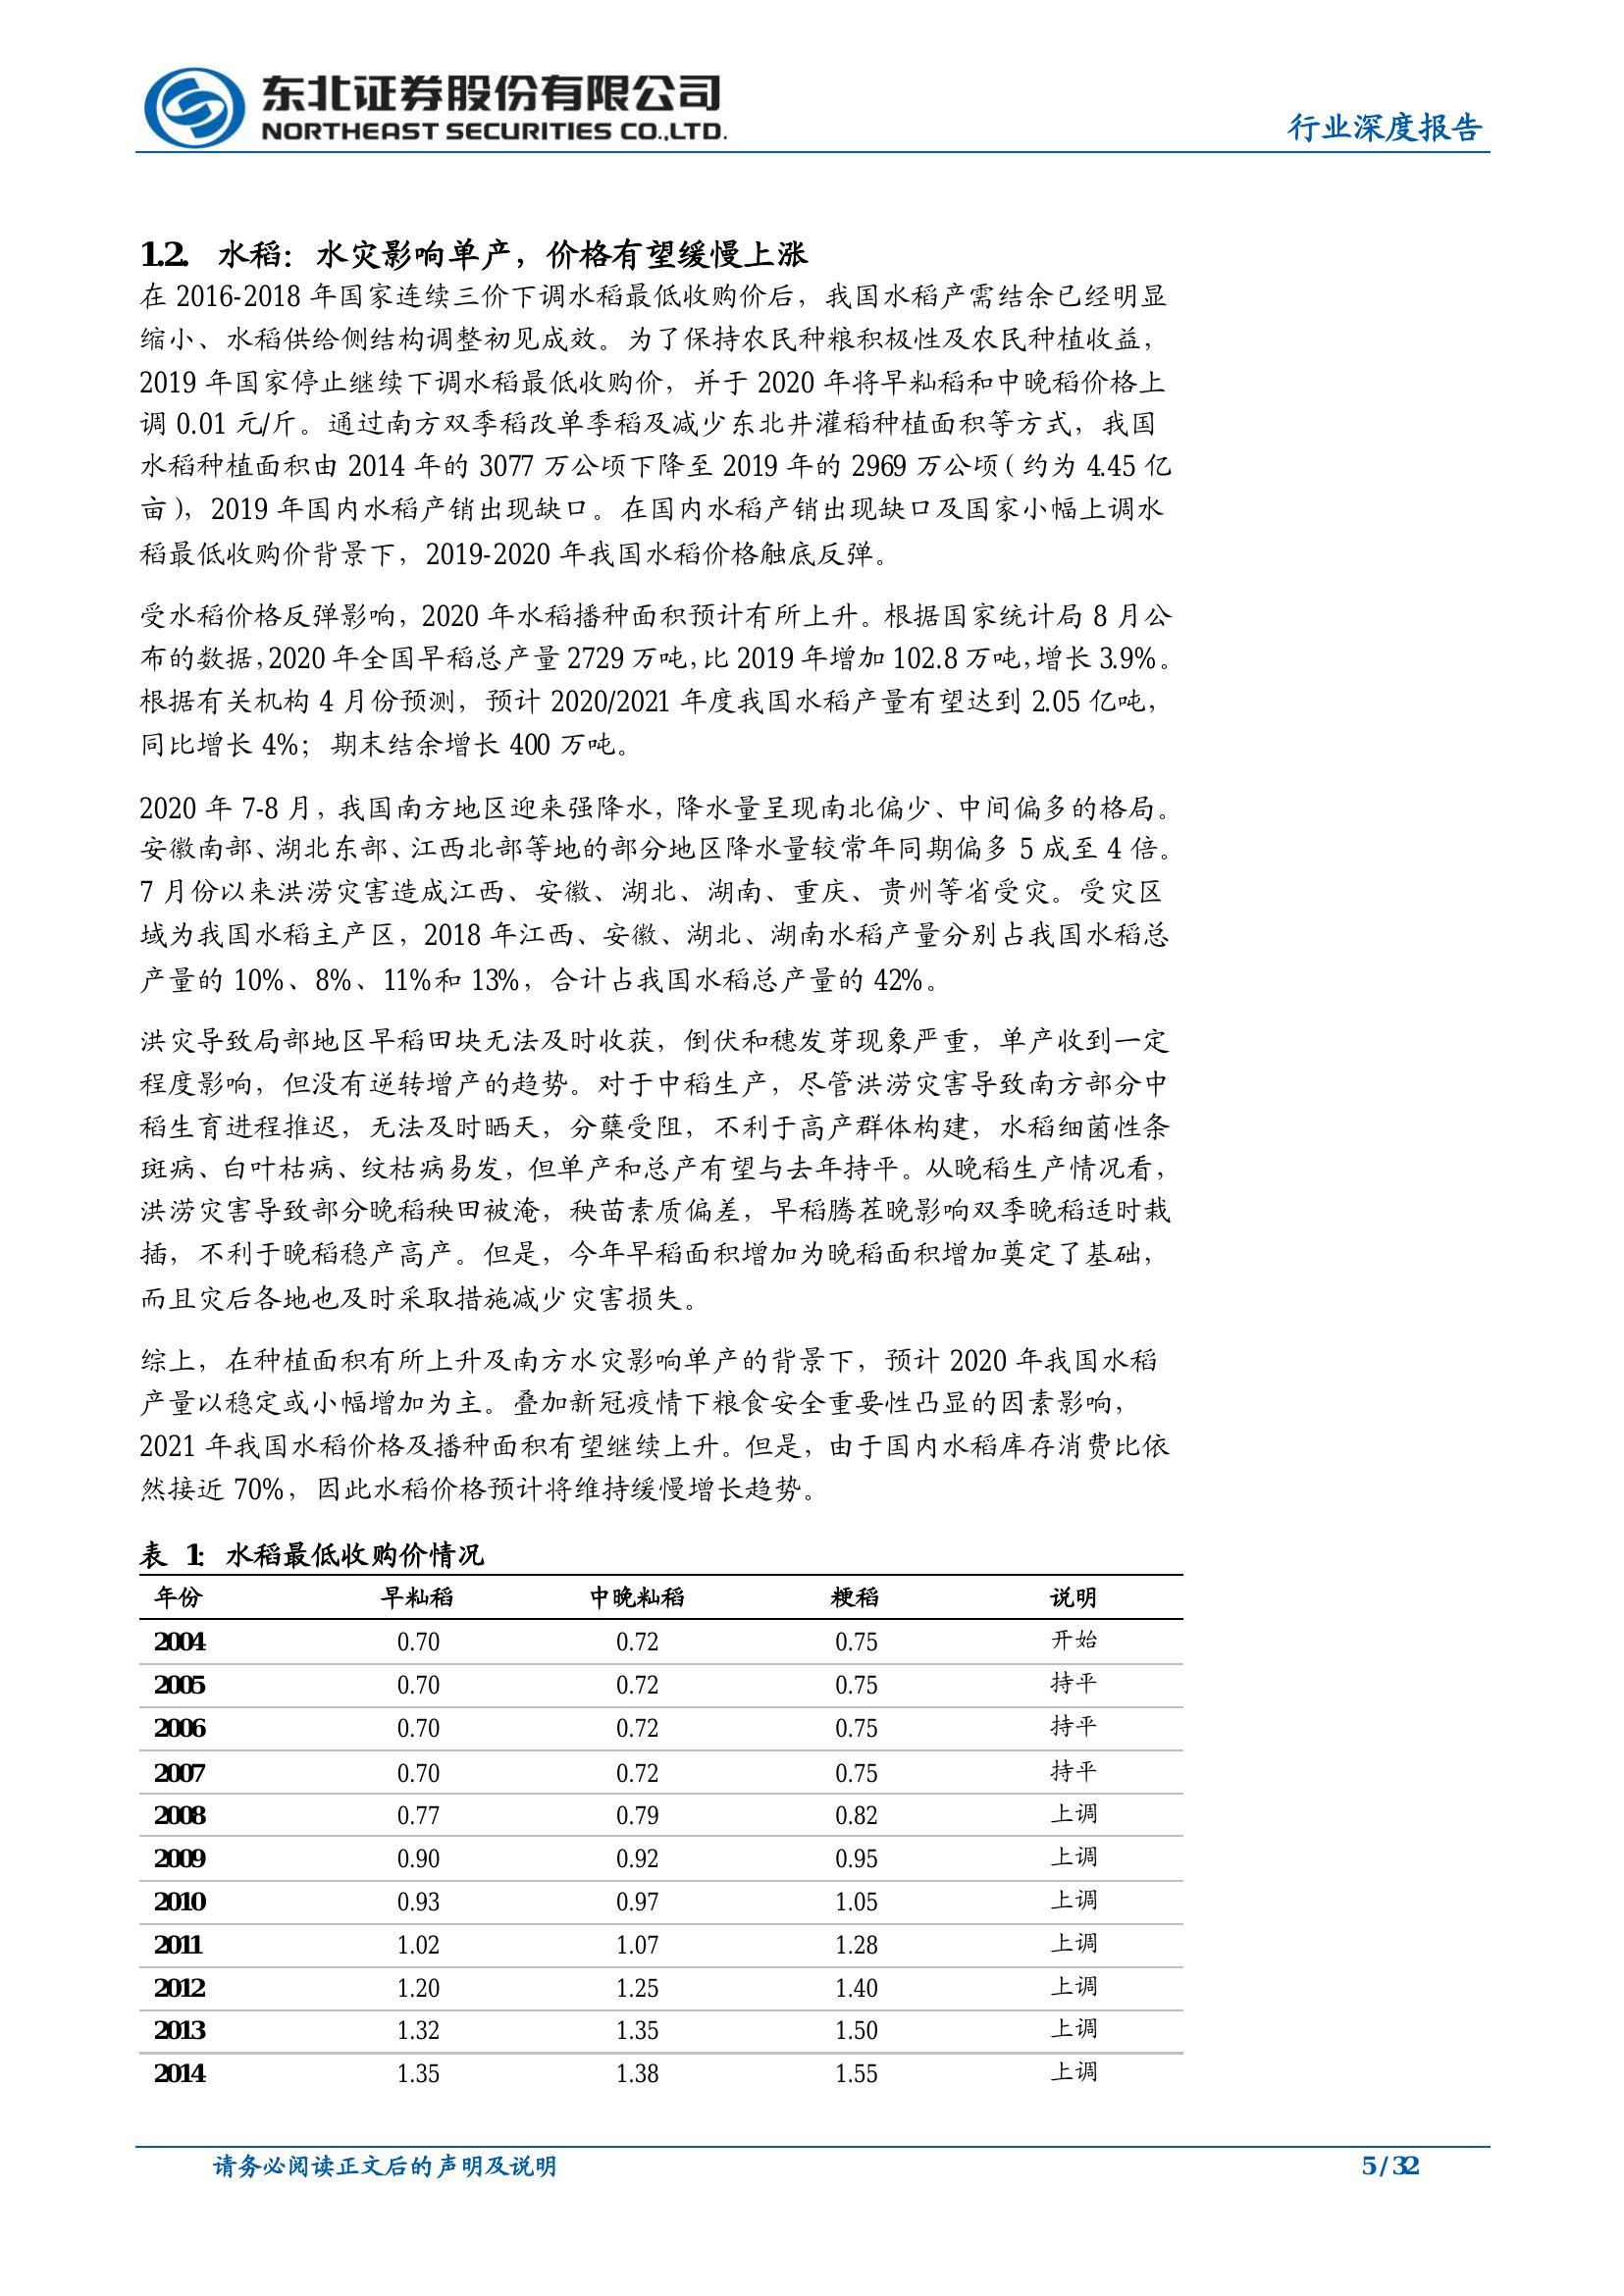 东北证券股份有限公司
NORTHEAST SECURITIES CO.,LTD.
行业深度报告
1.2. 水稻：水灾影响单产，价格有望缓慢上涨
在 2016-2018 年国家连续三价下调水稻最低收购价后，我国水稻产需结余已经明显
缩小、水稻供给侧结构调整初见成效。为了保持农民种粮积极性及农民种植收益，
2019 年国家停止继续下调水稻最低收购价，并于 2020 年将早籼稻和中晚稻价格上
调 0.01 元/斤。通过南方双季稻改单季稻及减少东北井灌稻种植面积等方式，我国
水稻种植面积由 2014 年的 3077 万公顷下降至 2019 年的 2969 万公顷（约为 4.45 亿
亩），2019 年国内水稻产销出现缺口。在国内水稻产销出现缺口及国家小幅上调水
稻最低收购价背景下，2019-2020 年我国水稻价格触底反弹。
受水稻价格反弹影响，2020 年水稻播种面积预计有所上升。根据国家统计局 8 月公
布的数据，2020 年全国早稻总产量 2729 万吨，比 2019 年增加 102.8 万吨，增长 3.9%。
根据有关机构 4 月份预测，预计 2020/2021 年度我国水稻产量有望达到 2.05 亿吨，
同比增长 4%；期末结余增长 400 万吨。
2020 年 7-8 月，我国南方地区迎来强降水，降水量呈现南北偏少、中间偏多的格局。
安徽南部、湖北东部、江西北部等地的部分地区降水量较常年同期偏多 5 成至 4 倍。
7 月份以来洪涝灾害造成江西、安徽、湖北、湖南、重庆、贵州等省受灾。受灾区
域为我国水稻主产区，2018 年江西、安徽、湖北、湖南水稻产量分别占我国水稻总
产量的 10%、8%、11%和 13%，合计占我国水稻总产量的 42%。
洪灾导致局部地区早稻田块无法及时收获，倒伏和穗发芽现象严重，单产收到一定
程度影响，但没有逆转增产的趋势。对于中稻生产，尽管洪涝灾害导致南方部分中
稻生育进程推迟，无法及时晒天，分蘖受阻，不利于高产群体构建，水稻细菌性条
斑病、白叶枯病、纹枯病易发，但单产和总产有望与去年持平。从晚稻生产情况看，
洪涝灾害导致部分晚稻秧田被淹，秧苗素质偏差，早稻腾茬晚影响双季晚稻适时栽
插，不利于晚稻稳产高产。但是，今年早稻面积增加为晚稻面积增加奠定了基础，
而且灾后各地也及时采取措施减少灾害损失。
综上，在种植面积有所上升及南方水灾影响单产的背景下，预计 2020 年我国水稻
产量以稳定或小幅增加为主。叠加新冠疫情下粮食安全重要性凸显的因素影响，
2021 年我国水稻价格及播种面积有望继续上升。但是，由于国内水稻库存消费比依
然接近 70%，因此水稻价格预计将维持缓慢增长趋势。
表 1：水稻最低收购价情况
年份 早籼稻 中晚籼稻 粳稻 说明
2004 0.70 0.72 0.75 开始
2005 0.70 0.72 0.75 持平
2006 0.70 0.72 0.75 持平
2007 0.70 0.72 0.75 持平
2008 0.77 0.79 0.82 上调
2009 0.90 0.92 0.95 上调
2010 0.93 0.97 1.05 上调
2011 1.02 1.07 1.28 上调
2012 1.20 1.25 1.40 上调
2013 1.32 1.35 1.50 上调
2014 1.35 1.38 1.55 上调
请务必阅读正文后的声明及说明 5 / 32